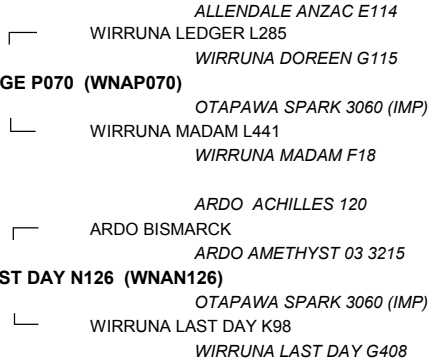 ALLENDALE ANZAC E114
WIRRUNA LEDGER L285
WIRRUNA DOREEN G115
GE P070 (WNAP070)
OTAPAWA SPARK 3060 (IMP)
WIRRUNA MADAM L441
WIRRUNA MADAM F18
ARDO ACHILLES 120
ARDO BISMARCK
ARDO AMETHYST 03 3215
ST DAY N126 (WNAN126)
OTAPAWA SPARK 3060 (IMP)
WIRRUNA LAST DAY K98
WIRRUNA LAST DAY G408